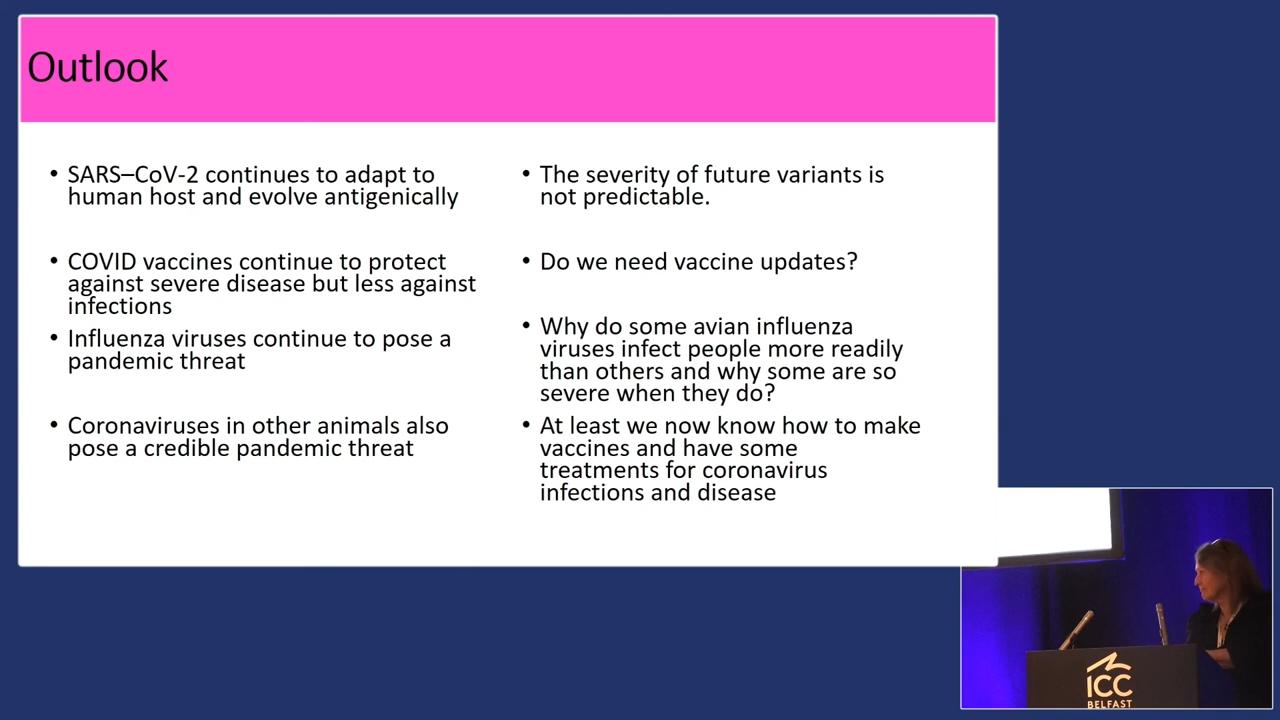 Outlook
• SARS–CoV-2 continues to adapt to
human host and evolve antigenically
• COVID vaccines continue to protect
against severe disease but less against
infections
• Influenza viruses continue to pose a
pandemic threat
• Coronaviruses in other animals also
pose a credible pandemic threat
• The severity of future variants is
not predictable.
• Do we need vaccine updates?
• Why do some avian influenza
viruses infect people more readily
than others and why some are so
severe when they do?
• At least we now know how to make
vaccines and have some
treatments for coronavirus
infections and disease
ICC
BELFAST